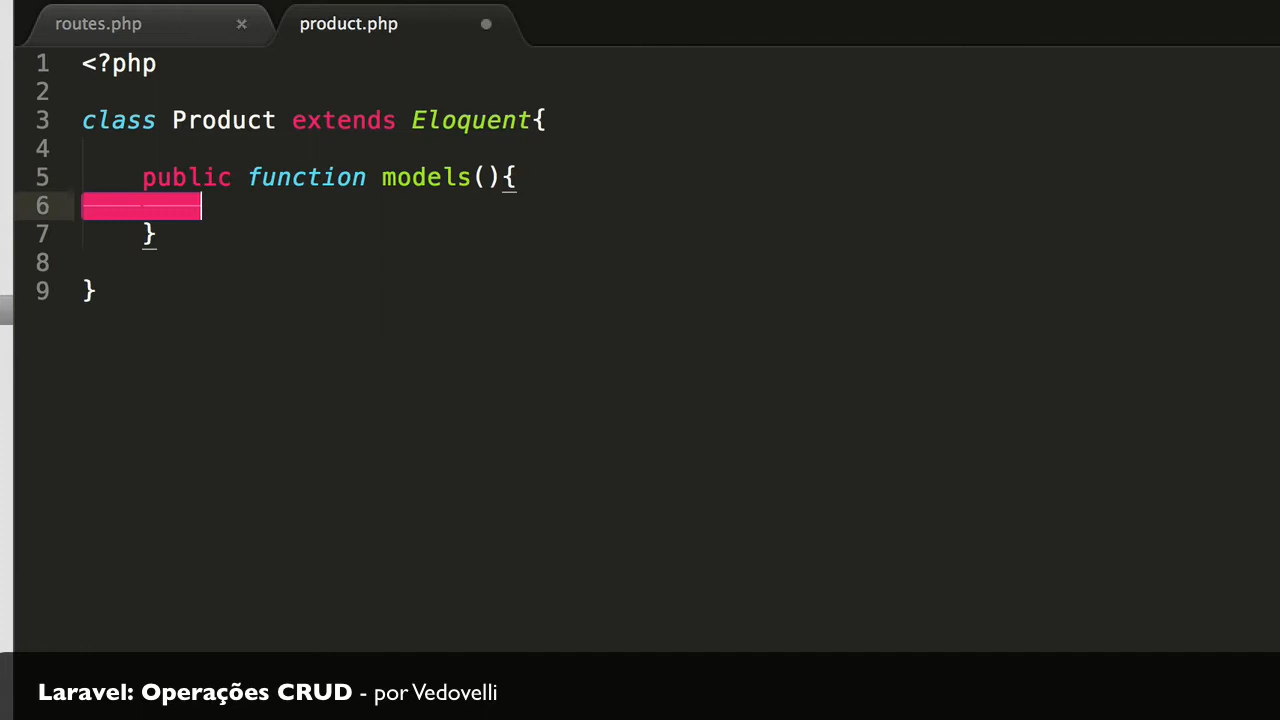 routes.php × product.php
1 <?php
2
3 class Product extends Eloquent{
4
5 public function models(){
6
7 }
8
9 }
Laravel: Operações CRUD - por Vedovelli